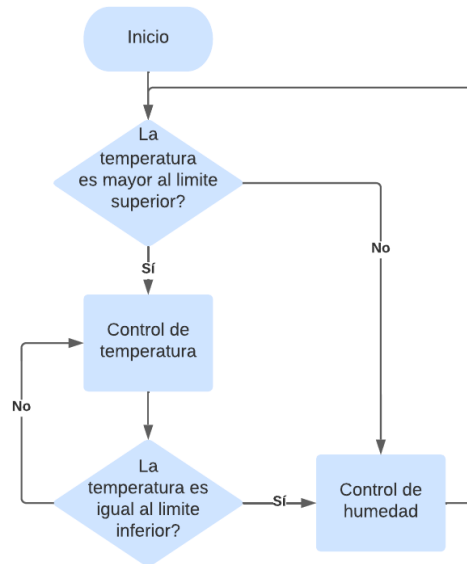 Inicio
La
temperatura
es mayor al limite
superior?
No
Sí
Control de
temperatura
No
La
temperatura es
igual al limite
inferior?
Sí
Control de
humedad